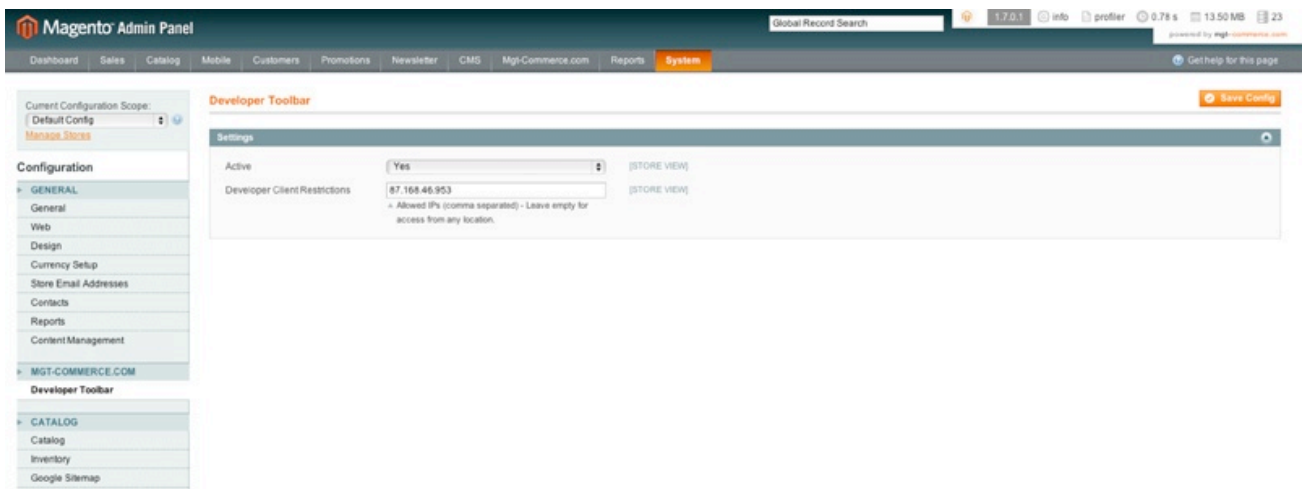 Magento Admin Panel
Global Record Search
1.7.0.1 info profiler 0.78 s 13.50 MB 23
powered by mgt-commerce.com
Dashboard Sales Catalog Mobile Customers Promotions Newsletter CMS Mgt-Commerce.com Reports System
Get help for this page
Current Configuration Scope:
Default Config
Manage Stores
Configuration
GENERAL
General
Web
Design
Currency Setup
Store Email Addresses
Contacts
Reports
Content Management
MGT-COMMERCE.COM
Developer Toolbar
CATALOG
Catalog
Inventory
Google Sitemap
Developer Toolbar
Save Config
Settings
Active Yes [STORE VIEW]
Developer Client Restrictions 87.168.46.953 [STORE VIEW]
Allowed IPs (comma separated) - Leave empty for
access from any location.